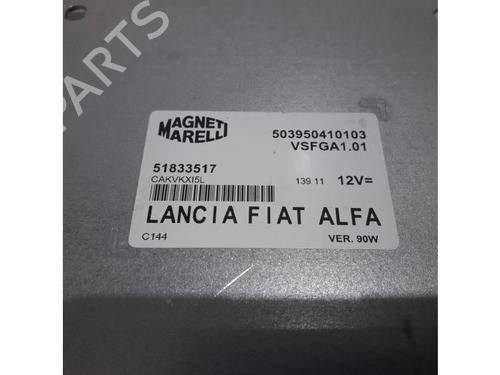 PARTS
MAGNETI
MARELLI
503950410103
VSFGA1.01
51833517
CAKVKXI5L
139 11 12V=
LANCIA FIAT ALFA
C144
VER. 90W